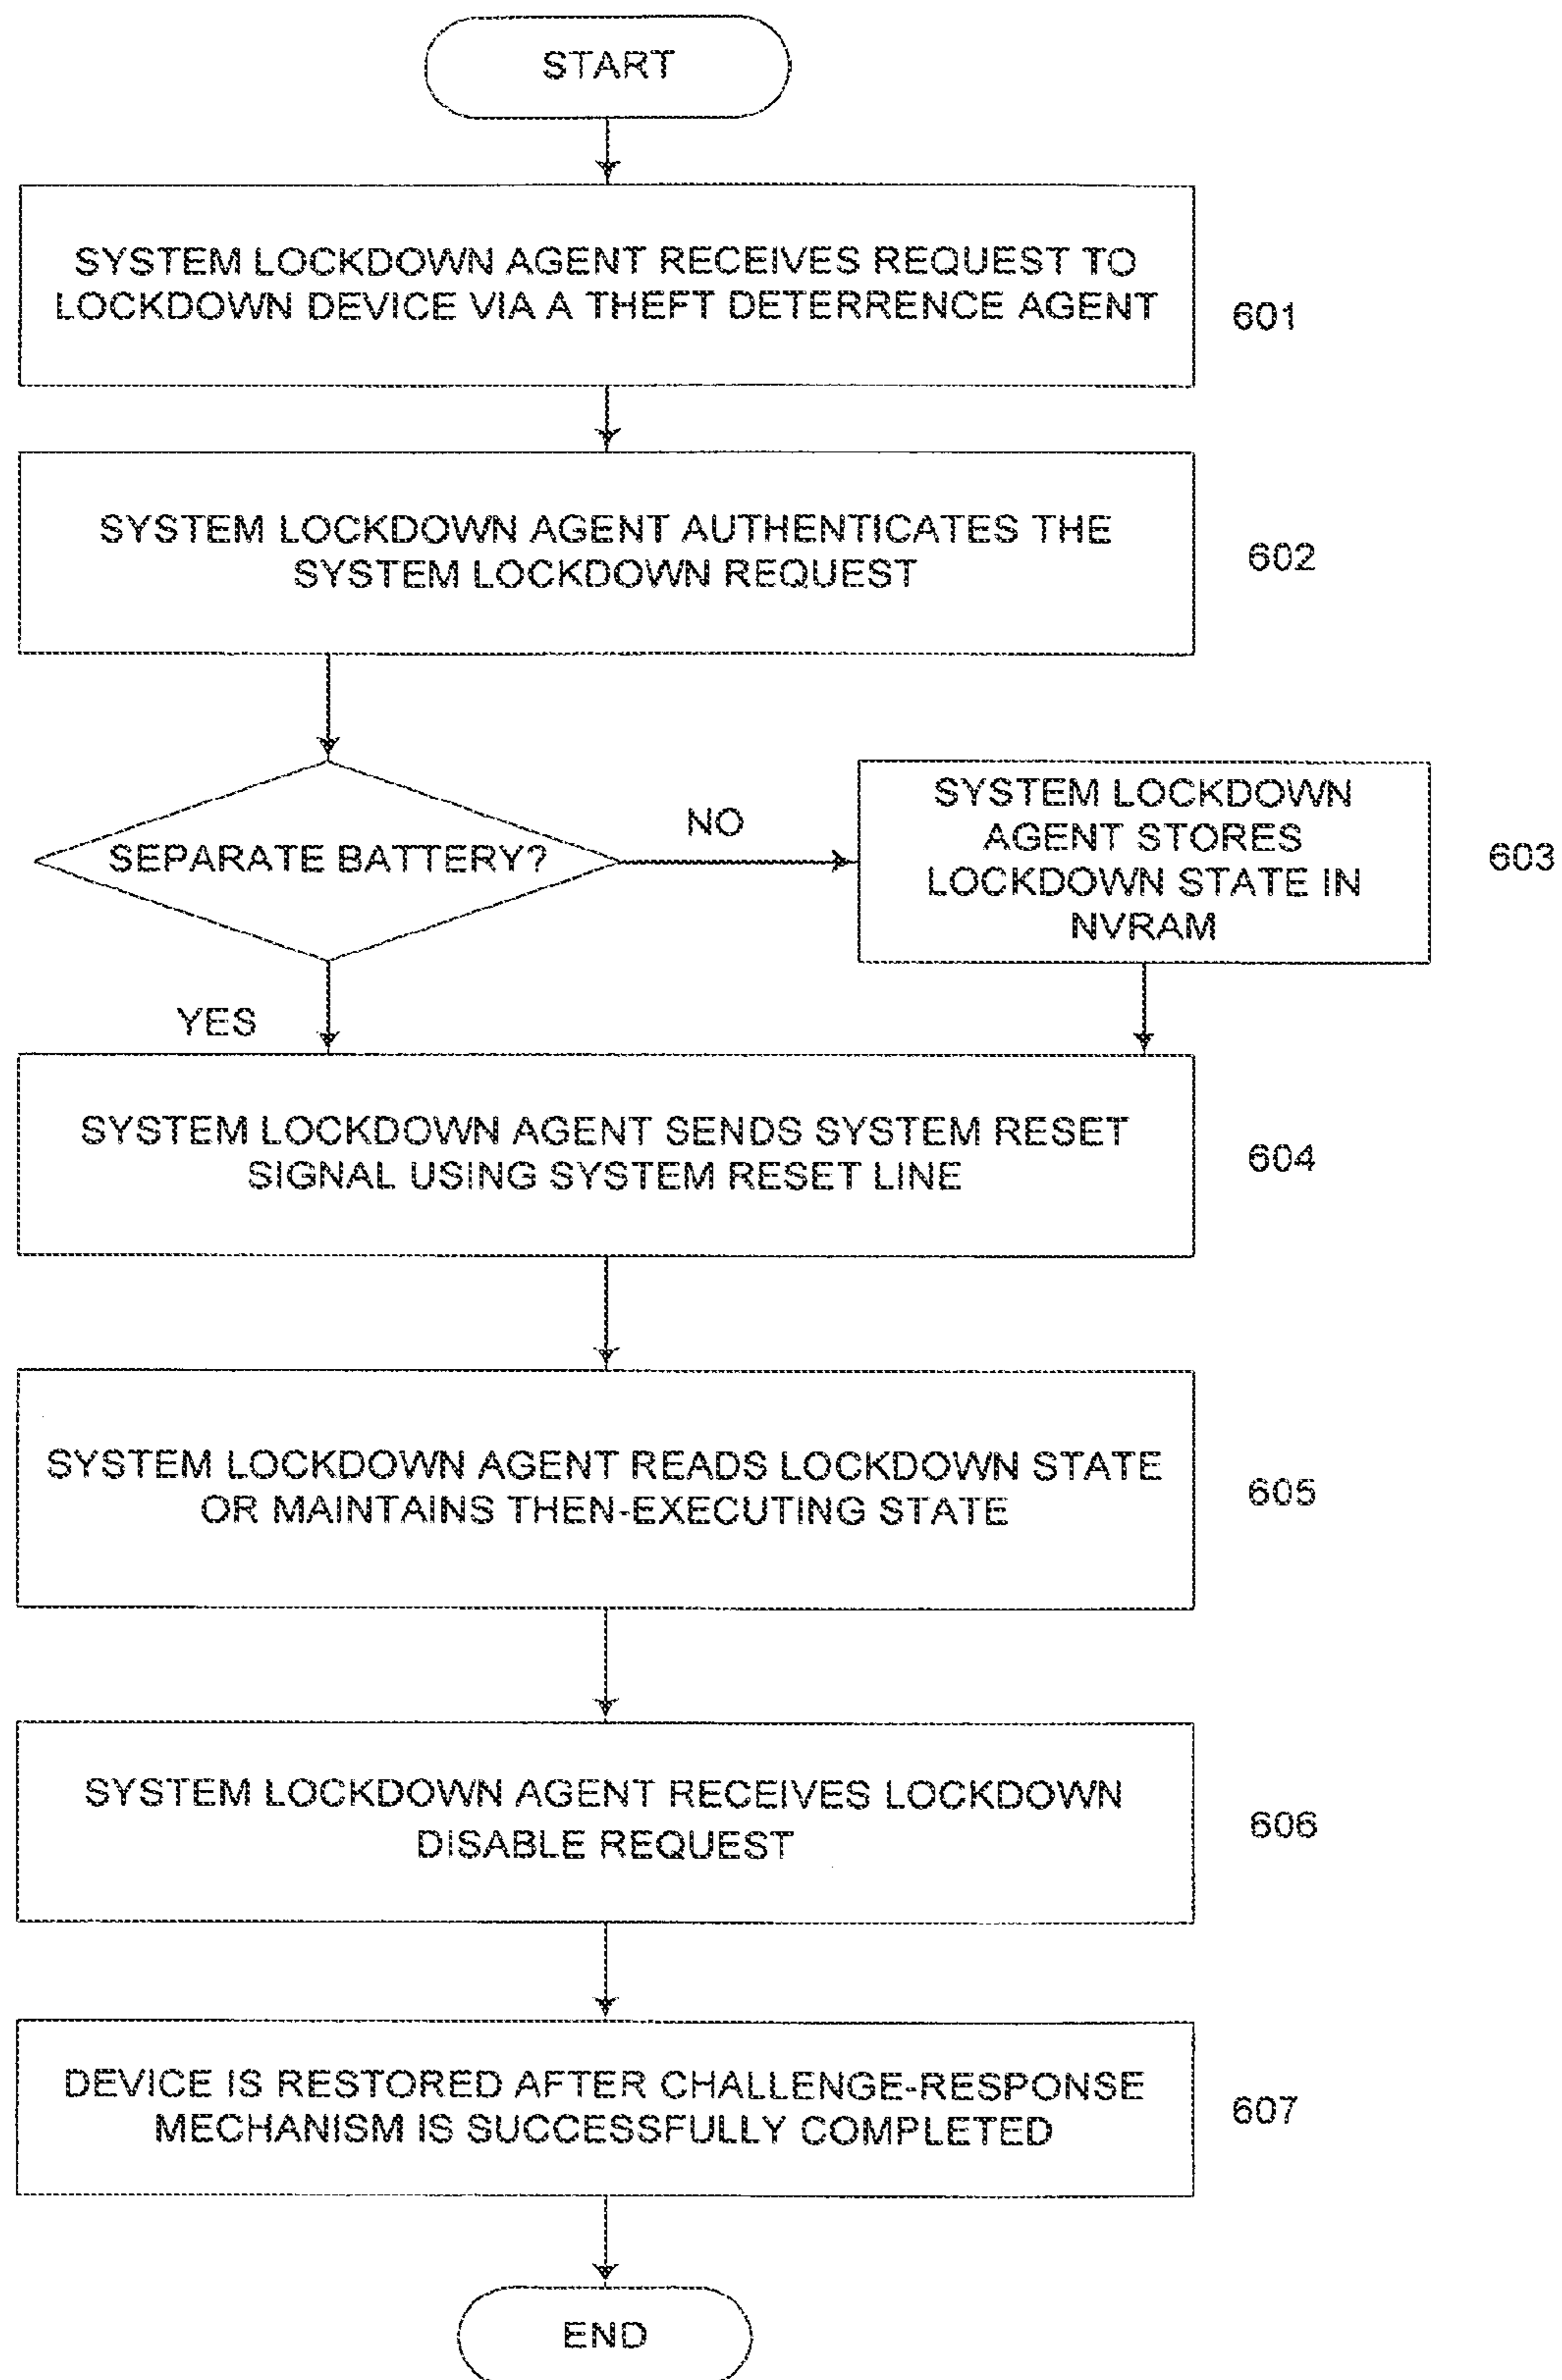 START
SYSTEM LOCKDOWN AGENT RECEIVES REQUEST TO
LOCKDOWN DEVICE VIA A THEFT DETERRENCE AGENT
601
SYSTEM LOCKDOWN AGENT AUTHENTICATES THE
SYSTEM LOCKDOWN REQUEST
602
SEPARATE BATTERY?
NO
SYSTEM LOCKDOWN
AGENT STORES
LOCKDOWN STATE IN
NVRAM
603
YES
SYSTEM LOCKDOWN AGENT SENDS SYSTEM RESET
SIGNAL USING SYSTEM RESET LINE
604
SYSTEM LOCKDOWN AGENT READS LOCKDOWN STATE
OR MAINTAINS THEN-EXECUTING STATE
605
SYSTEM LOCKDOWN AGENT RECEIVES LOCKDOWN
DISABLE REQUEST
606
DEVICE IS RESTORED AFTER CHALLENGE-RESPONSE
MECHANISM IS SUCCESSFULLY COMPLETED
607
END